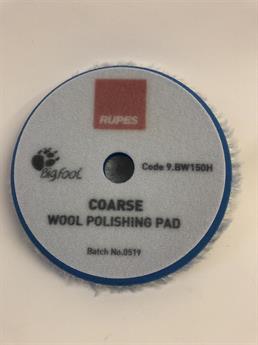 RUPES
Bigfoot
Code 9.BW150H
COARSE
WOOL POLISHING PAD
Batch No.0519